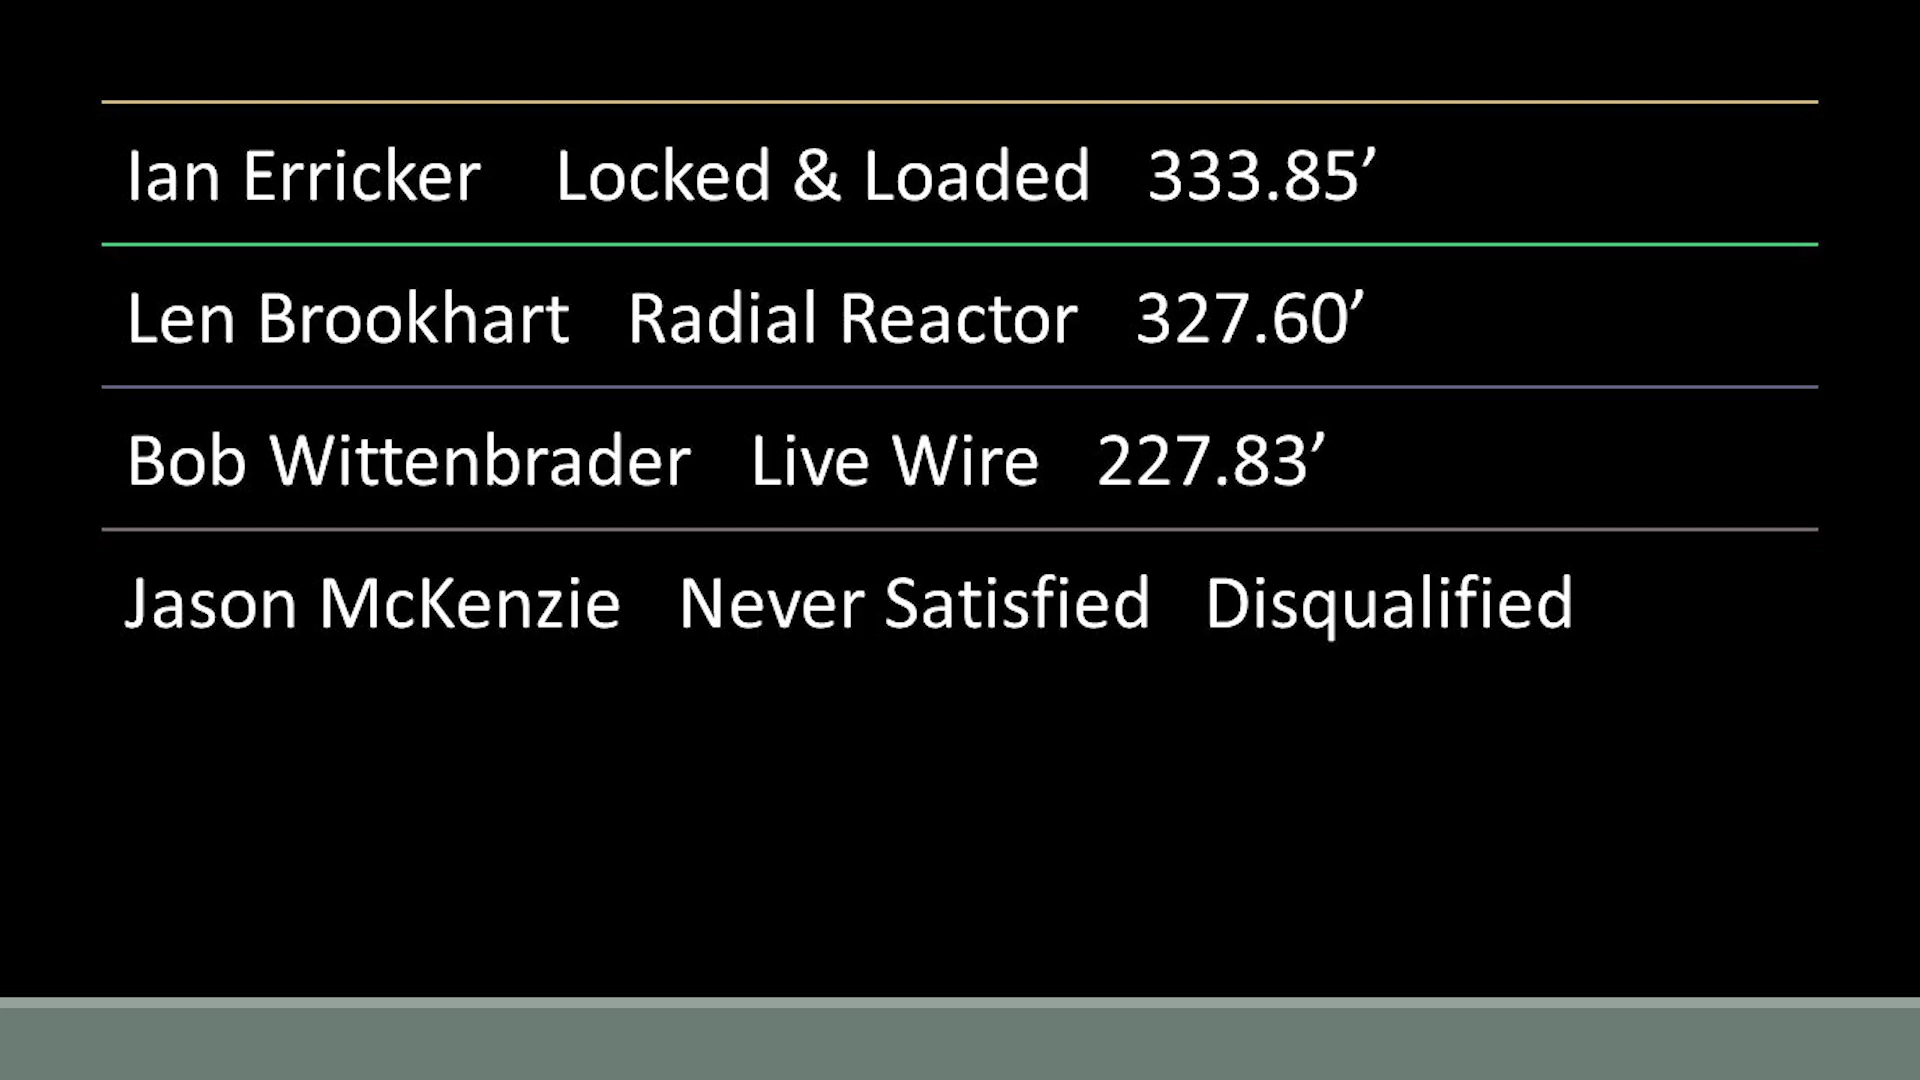 Ian Erricker Locked & Loaded 333.85’
Len Brookhart Radial Reactor 327.60’
Bob Wittenbrader Live Wire 227.83’
Jason McKenzie Never Satisfied Disqualified